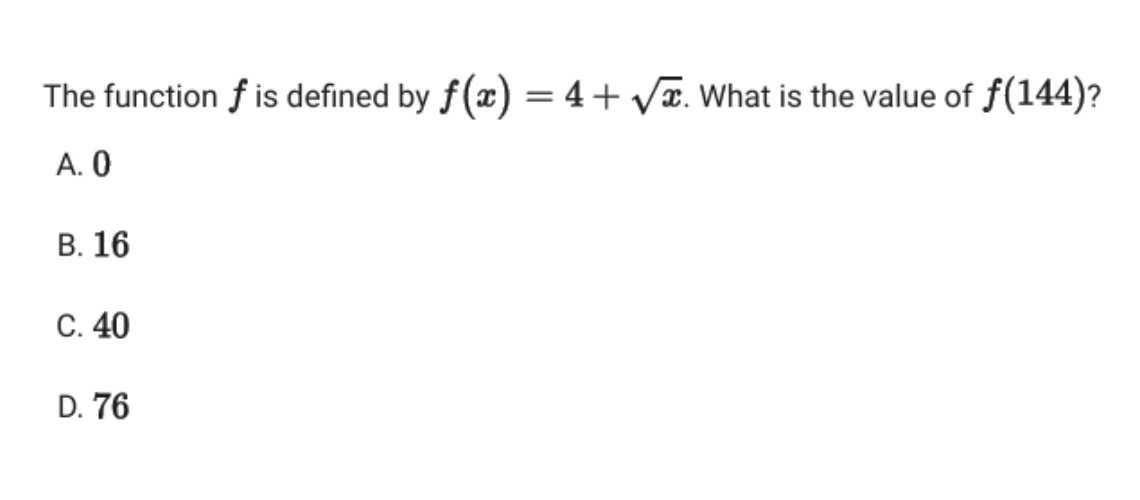 The function f is defined by f(x) = 4 + √x. What is the value of f(144)?
A. 0
B. 16
C. 40
D. 76